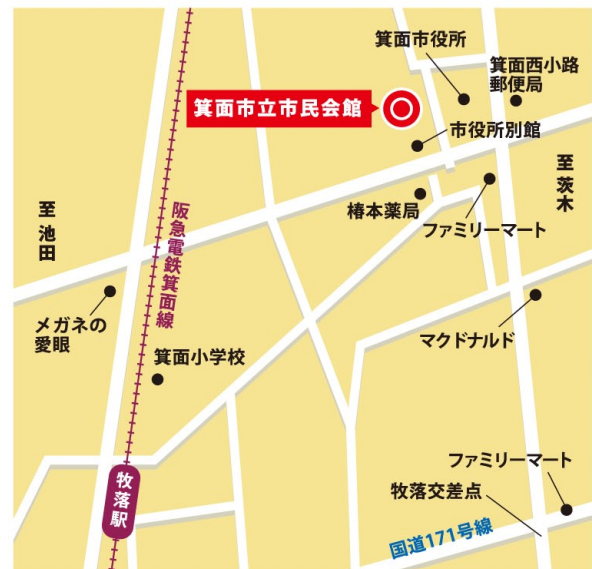 箕面市役所
箕面西小路
郵便局
箕面市立市民会館
市役所別館
至茨木
至池田
阪急電鉄箕面線
椿本薬局
ファミリーマート
メガネの
愛眼
箕面小学校
マクドナルド
牧落駅
ファミリーマート
牧落交差点
国道171号線